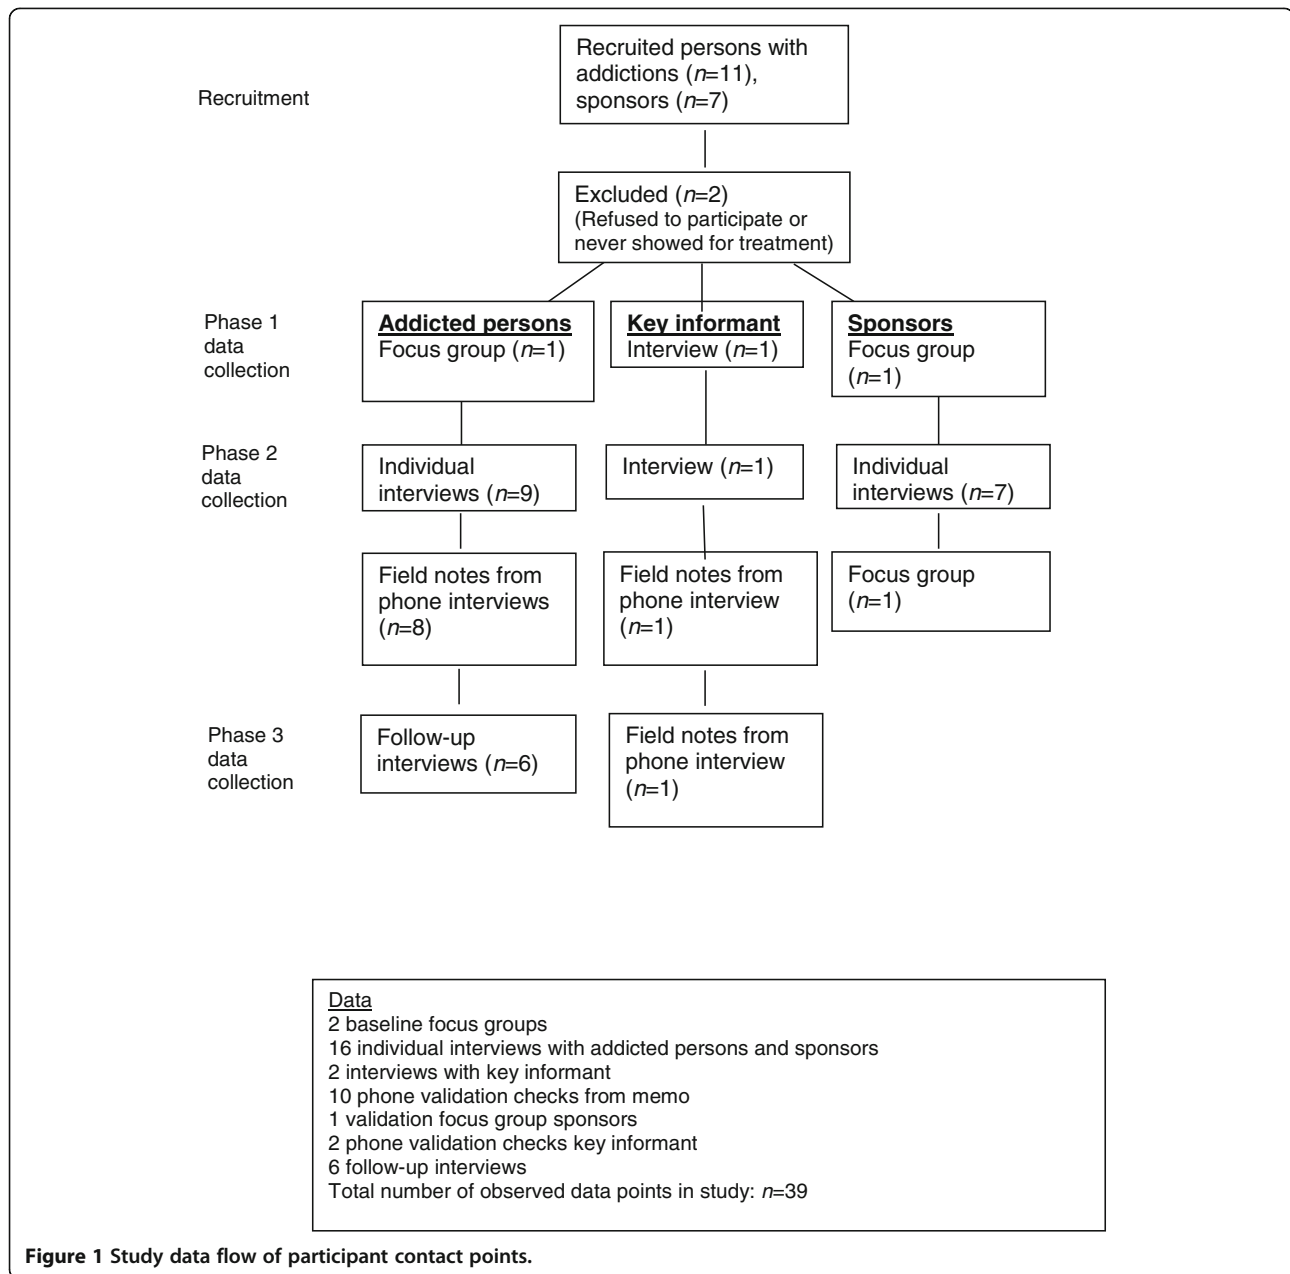 Recruited persons with
addictions (n=11),
sponsors (n=7)
Recruitment
Excluded (n=2)
(Refused to participate or
never showed for treatment)
Phase 1
data
collection
Addicted persons
Focus group (n=1)
Key informant
Interview (n=1)
Sponsors
Focus group
(n=1)
Phase 2
data
collection
Individual
interviews (n=9)
Interview (n=1)
Individual
interviews (n=7)
Field notes from
phone interviews
(n=8)
Field notes from
phone interview
(n=1)
Focus group
(n=1)
Phase 3
data
collection
Follow-up
interviews (n=6)
Field notes from
phone interview
(n=1)
Data
2 baseline focus groups
16 individual interviews with addicted persons and sponsors
2 interviews with key informant
10 phone validation checks from memo
1 validation focus group sponsors
2 phone validation checks key informant
6 follow-up interviews
Total number of observed data points in study: n=39
Figure 1 Study data flow of participant contact points.